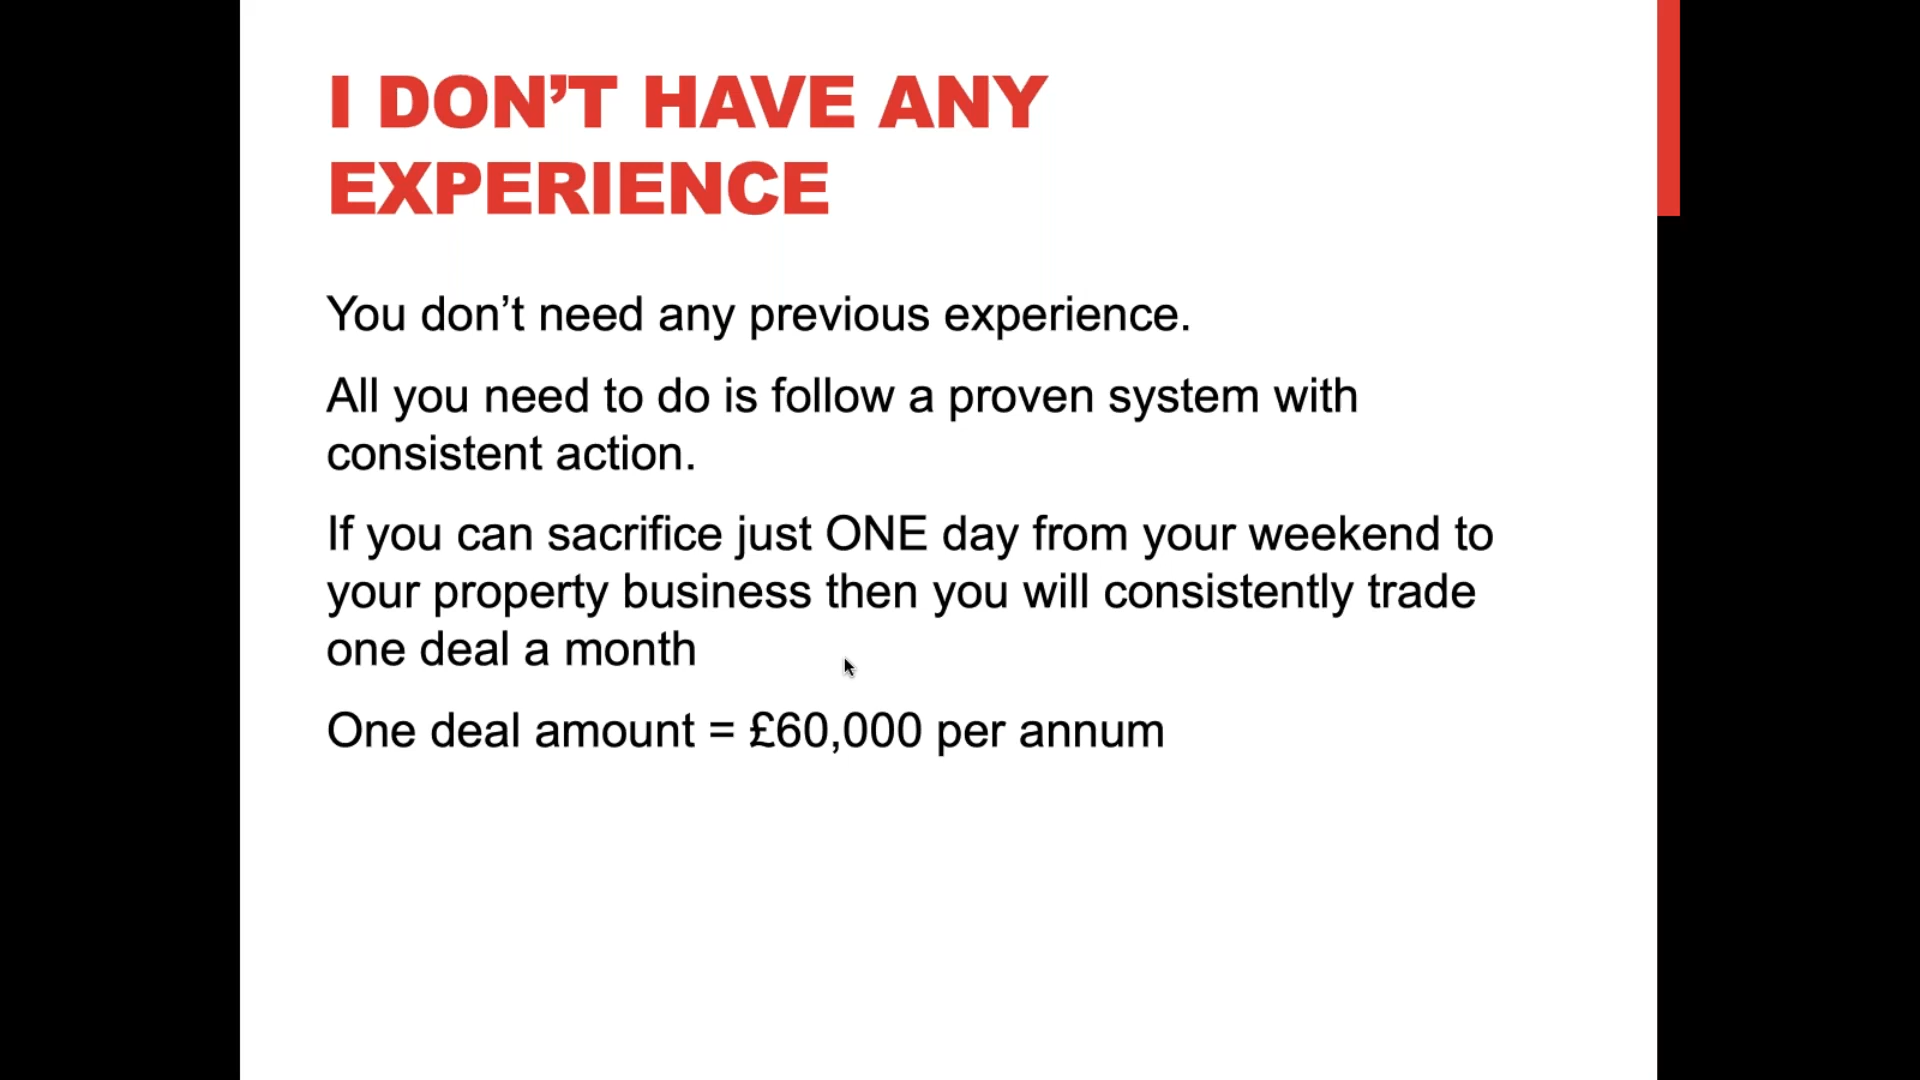 I DON’T HAVE ANY
EXPERIENCE
You don’t need any previous experience.
All you need to do is follow a proven system with
consistent action.
If you can sacrifice just ONE day from your weekend to
your property business then you will consistently trade
one deal a month
One deal amount = £60,000 per annum